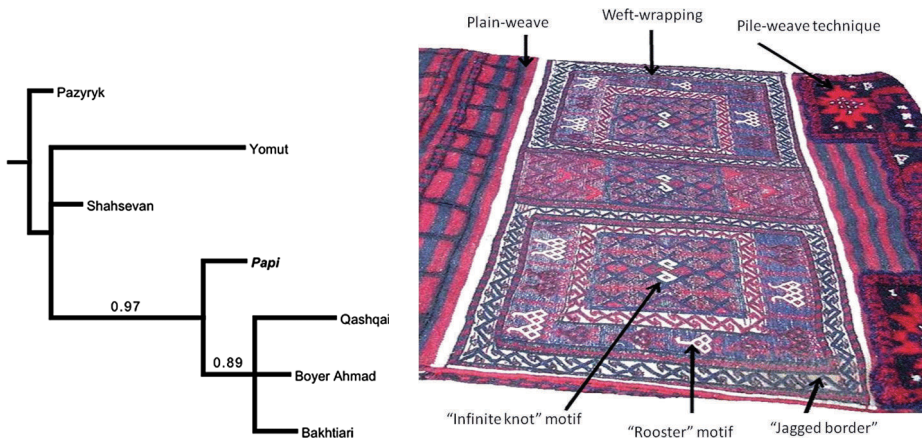 Pazyryk
Yomut
Shahsevan
Papi
0.97
Qashqai
0.89
Boyer Ahmad
Bakhtiari
Plain-weave
Weft-wrapping
Pile-weave technique
“Infinite knot” motif
“Rooster” motif
“Jagged border”